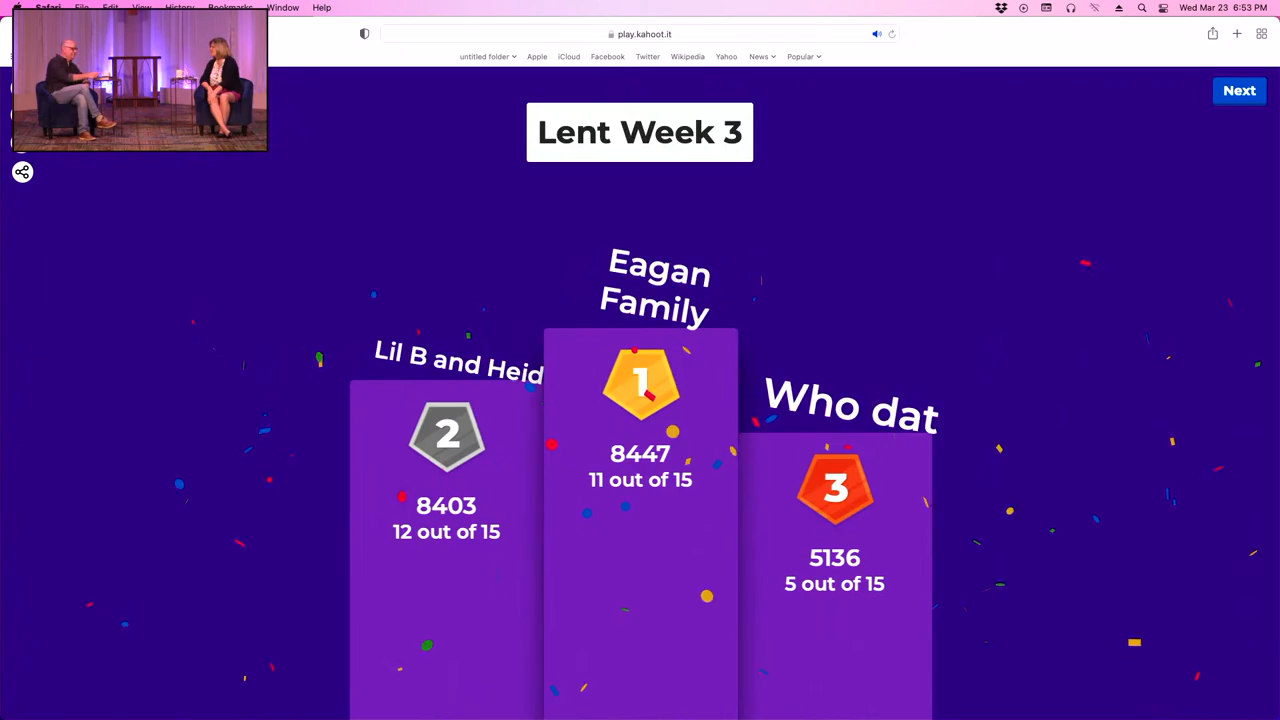 Safari File Edit View History Bookmarks Window Help
Wed Mar 23 6:53 PM
play.kahoot.it
untitled folder Apple iCloud Facebook Twitter Wikipedia Yahoo News Popular
Next
Lent Week 3
Eagan
Family
Lil B and Heid
Who dat
1
8447
11 out of 15
2
8403
12 out of 15
3
5136
5 out of 15